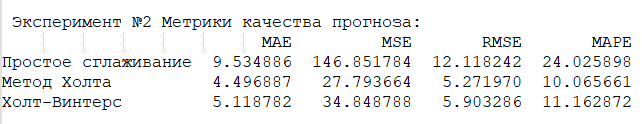 Эксперимент №2 Метрики качества прогноза:
MAE MSE RMSE MAPE
Простое сглаживание 9.534886 146.851784 12.118242 24.025898
Метод Холта 4.496887 27.793664 5.271970 10.065661
Холт-Винтерс 5.118782 34.848788 5.903286 11.162872